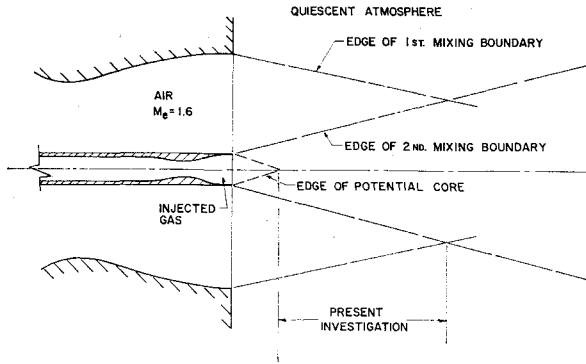 QUIESCENT ATMOSPHERE
EDGE OF 1ST. MIXING BOUNDARY
AIR
Me=1.6
EDGE OF 2ND. MIXING BOUNDARY
EDGE OF POTENTIAL CORE
INJECTED
GAS
PRESENT
INVESTIGATION